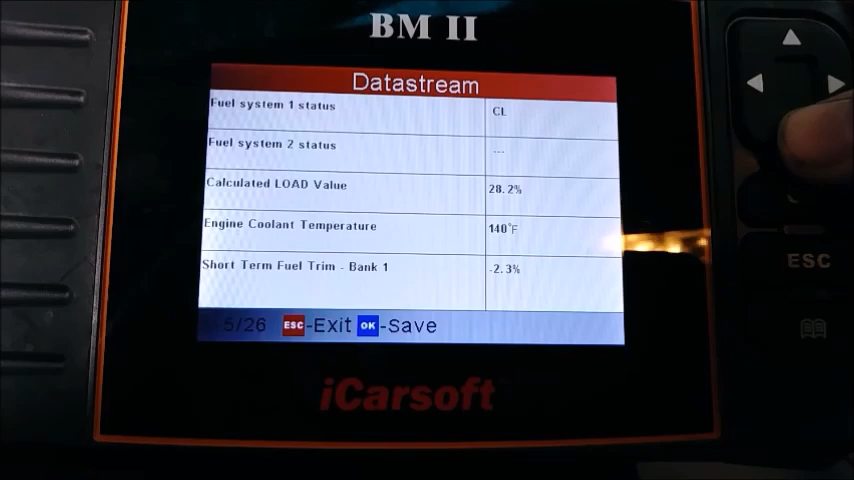 BM II
Datastream
Fuel system 1 status CL
Fuel system 2 status ---
Calculated LOAD Value 28.2%
Engine Coolant Temperature 140°F
Short Term Fuel Trim - Bank 1 -2.3%
5/26 ESC -Exit OK -Save
ESC
iCarsoft